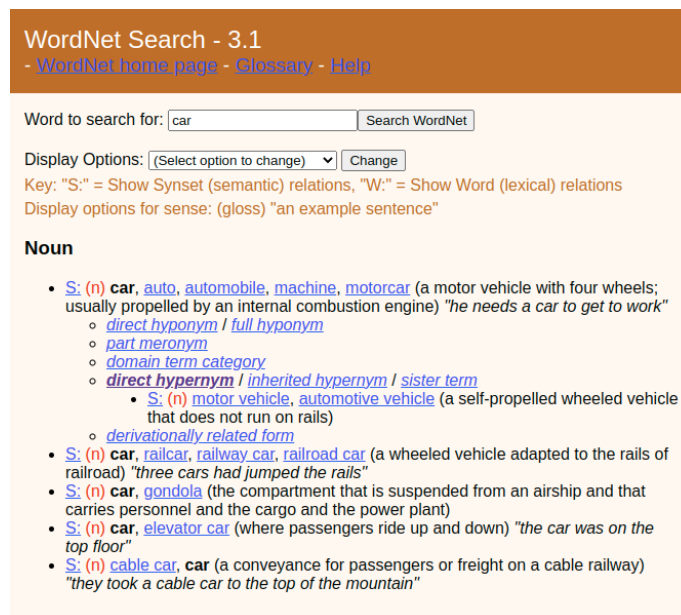 WordNet Search - 3.1
- WordNet home page - Glossary - Help
Word to search for: car Search WordNet
Display Options: (Select option to change) Change
Key: "S:" = Show Synset (semantic) relations, "W:" = Show Word (lexical) relations
Display options for sense: (gloss) "an example sentence"
Noun
• S: (n) car, auto, automobile, machine, motorcar (a motor vehicle with four wheels;
usually propelled by an internal combustion engine) "he needs a car to get to work"
◦ direct hyponym / full hyponym
◦ part meronym
◦ domain term category
◦ direct hypernym / inherited hypernym / sister term
• S: (n) motor vehicle, automotive vehicle (a self-propelled wheeled vehicle
that does not run on rails)
◦ derivationally related form
• S: (n) car, railcar, railway car, railroad car (a wheeled vehicle adapted to the rails of
railroad) "three cars had jumped the rails"
• S: (n) car, gondola (the compartment that is suspended from an airship and that
carries personnel and the cargo and the power plant)
• S: (n) car, elevator car (where passengers ride up and down) "the car was on the
top floor"
• S: (n) cable car, car (a conveyance for passengers or freight on a cable railway)
"they took a cable car to the top of the mountain"